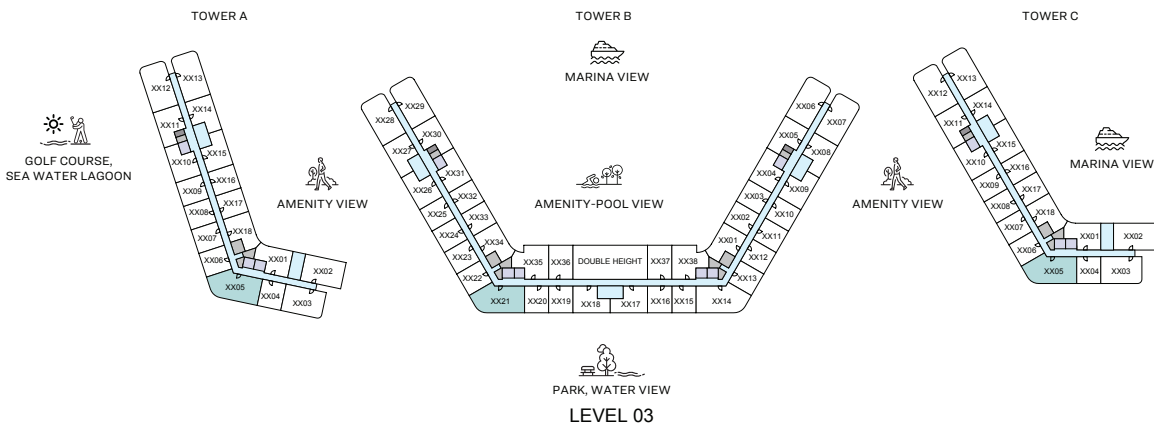 TOWER A
TOWER B
TOWER C
MARINA VIEW
GOLF COURSE,
SEA WATER LAGOON
AMENITY VIEW
AMENITY-POOL VIEW
AMENITY VIEW
MARINA VIEW
XX13
XX12
XX14
XX11
XX15
XX10
XX16
XX09
XX17
XX08
XX18
XX07
XX06
XX01
XX02
XX05
XX04
XX03
XX29
XX28
XX30
XX27
XX31
XX26
XX32
XX25
XX33
XX24
XX34
XX23
XX22
XX35
XX36
DOUBLE HEIGHT
XX37
XX38
XX21
XX20
XX19
XX18
XX17
XX16
XX15
XX14
XX06
XX07
XX05
XX08
XX04
XX09
XX03
XX10
XX02
XX11
XX01
XX12
XX13
XX13
XX12
XX14
XX11
XX15
XX10
XX16
XX09
XX17
XX08
XX18
XX07
XX06
XX01
XX02
XX05
XX04
XX03
PARK, WATER VIEW
LEVEL 03